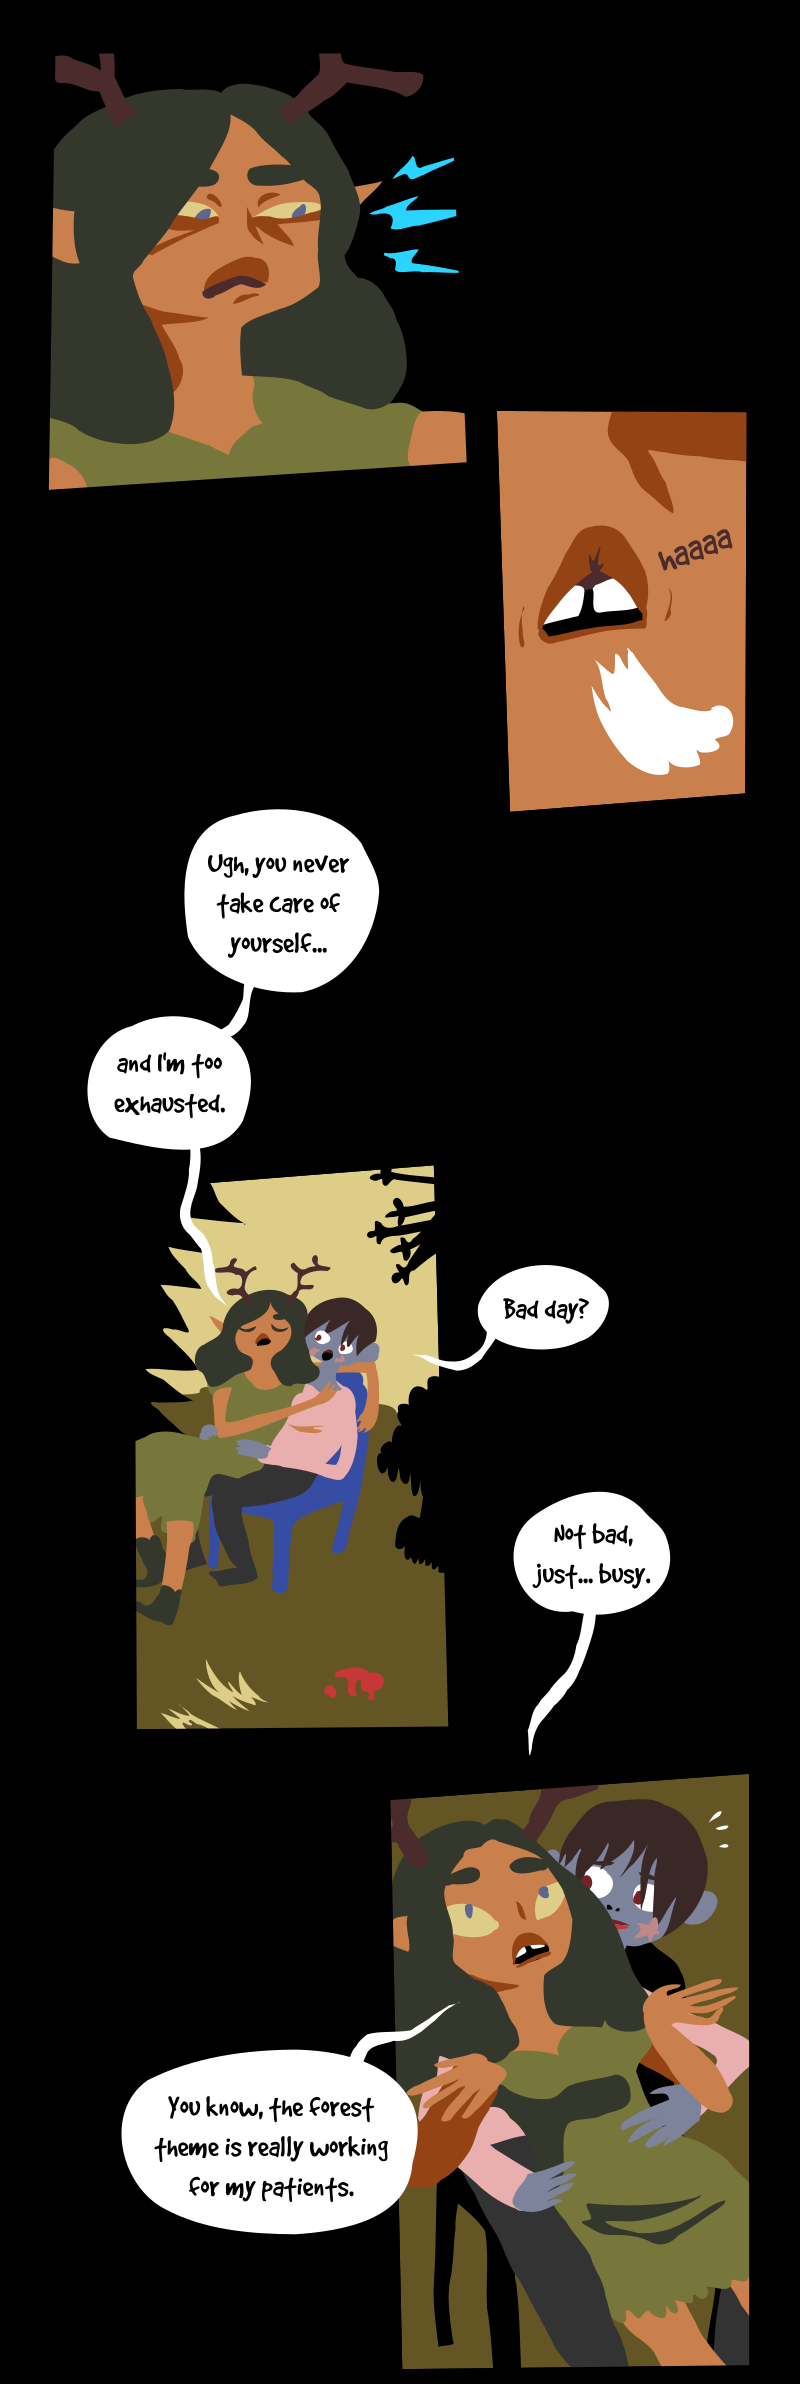 haaaa
Ugh, you never
take care of
yourself...
and I'm too
exhausted.
Bad day?
Not bad,
just... busy.
You know, the forest
theme is really working
for my patients.